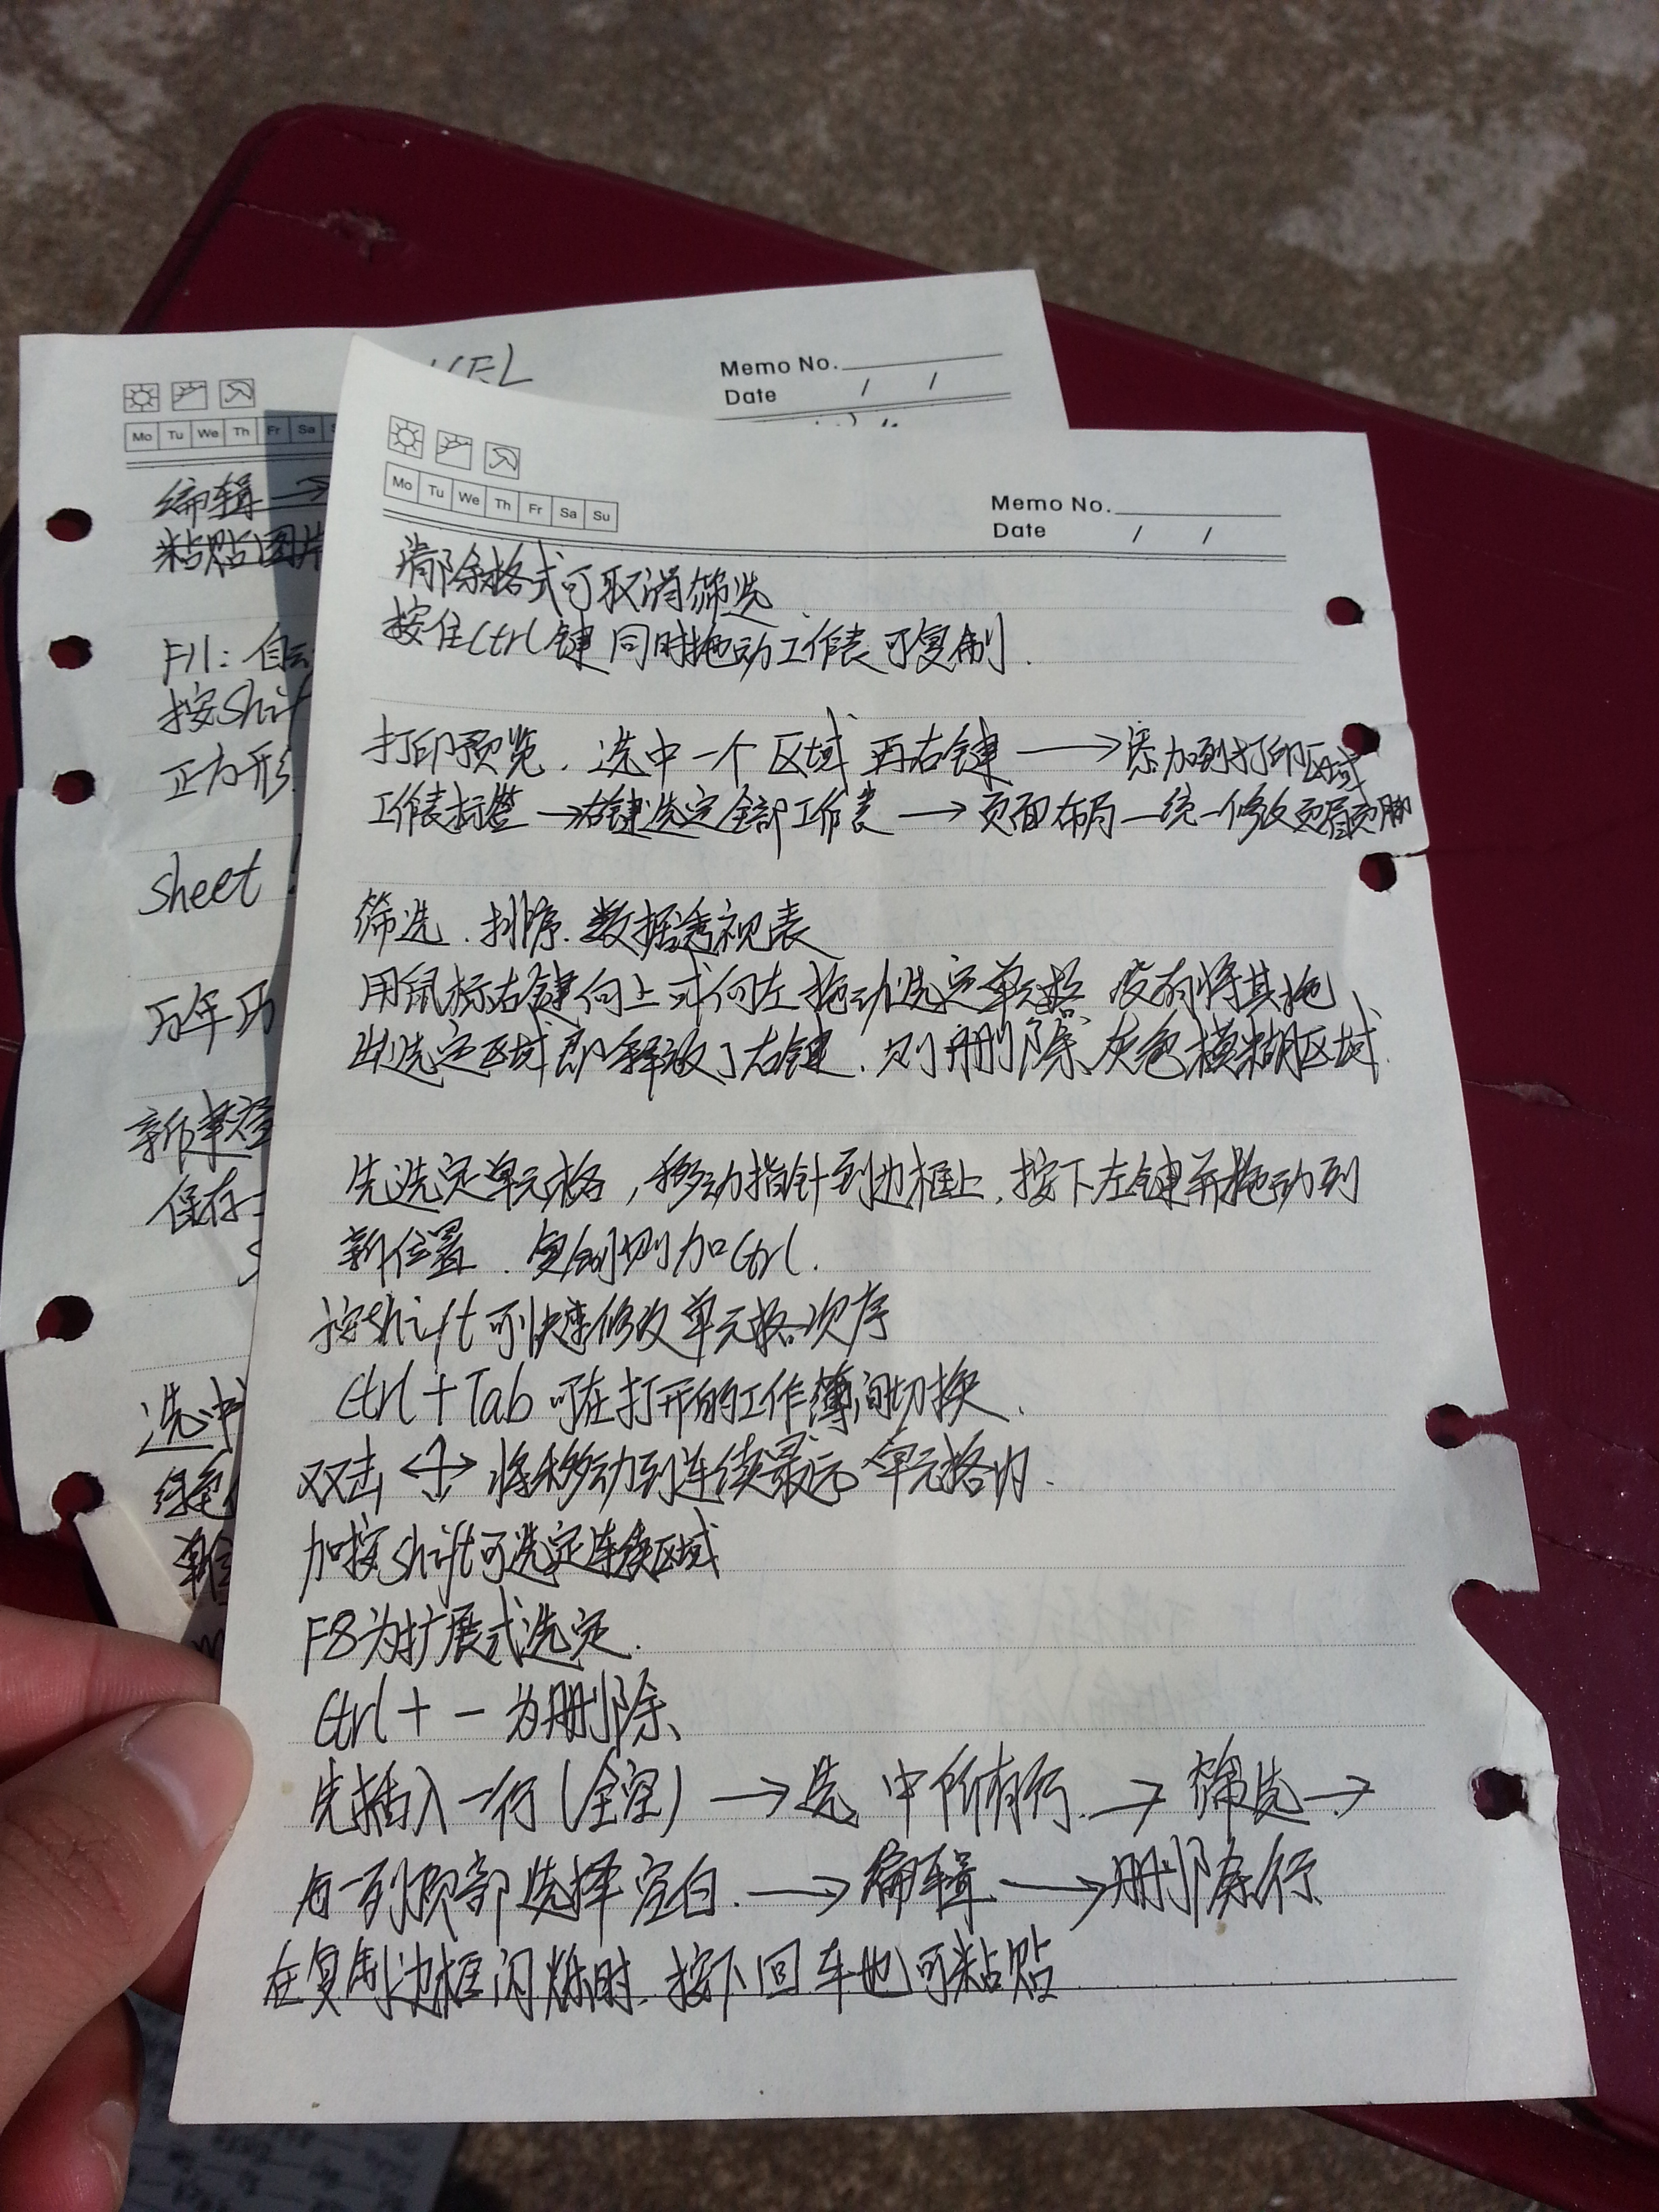 XEL
Memo No.
Date / /
Mo Tu We Th Fr Sa
编辑→
粘贴图片
F11：自动
按Shift
正方形
Sheet 1
万年历
新建
保存
选中
绝
单
Mo Tu We Th Fr Sa Su
Memo No.
Date / /
清除格式可取消筛选
按住Ctrl键同时拖动工作表可复制.
打印预览．选中一个区域 再右键→添加到打印区域
工作表标签→右键选定全部工作表→页面布局—统一修改页眉页脚
筛选．排序．数据透视表
用鼠标右键向上或向左拖动选定单元格 没有将其拖
出选定区域即释放了右键．则删除灰色模糊区域.
先选定单元格，移动指针到边框上．按下左键并拖动到
新位置．复制则加Ctrl.
按Shift可快速修改单元格次序
Ctrl+Tab 可在打开的工作簿间切换．
双击 将移动到连续最远单元格内．
加按Shift可选定连续区域
F8为扩展式选定．
Ctrl + - 为删除
先插入一行(全空)→选中所有行．→筛选→
每一列顶部选择空白．→编辑→删除行
在复制边框闪烁时．按下回车也可粘贴